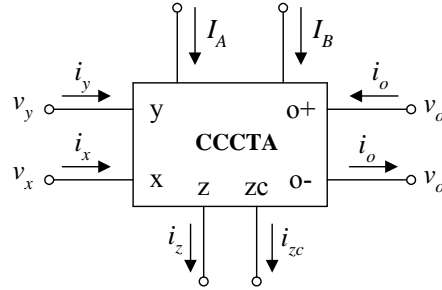 I_A I_B
i_y i_o
v_y y o+ v_o
CCCTA
i_x i_o
v_x x z zc o- v_o
i_z i_zc